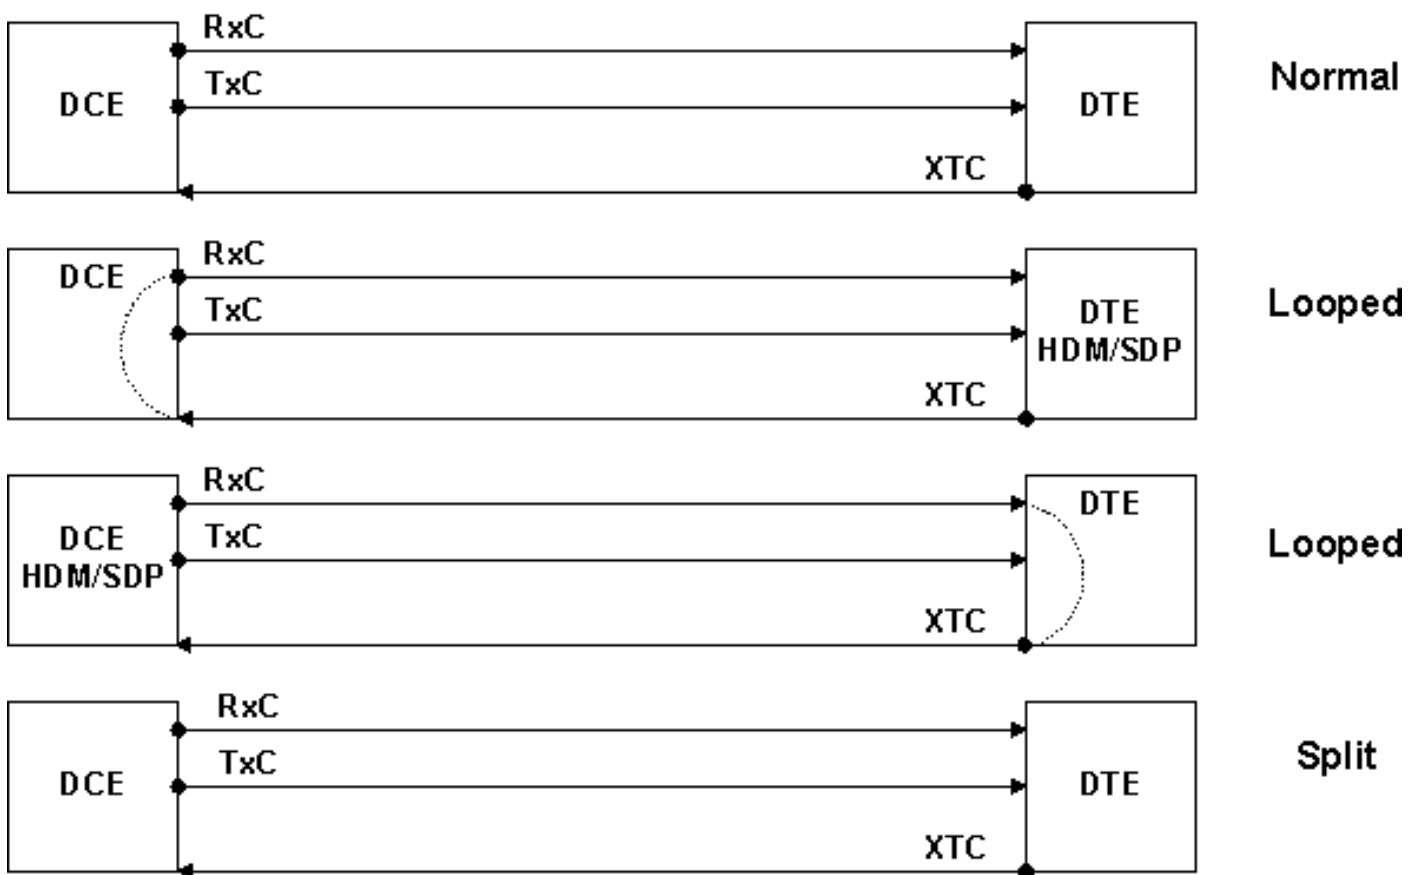 RxC
TxC
DCE
DTE
Normal
XTC
RxC
DCE
TxC
DTE
HDM/SDP
Looped
XTC
RxC
DTE
TxC
DCE
HDM/SDP
Looped
XTC
RxC
TxC
DCE
DTE
Split
XTC